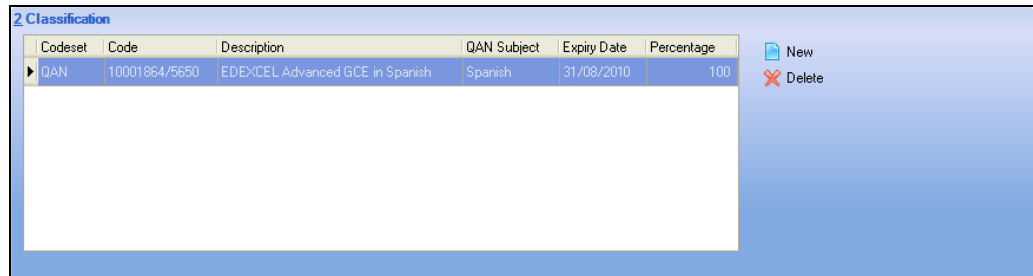 2 Classification
Codeset Code Description QAN Subject Expiry Date Percentage
QAN 10001864/5650 EDEXCEL Advanced GCE in Spanish Spanish 31/08/2010 100
New
Delete